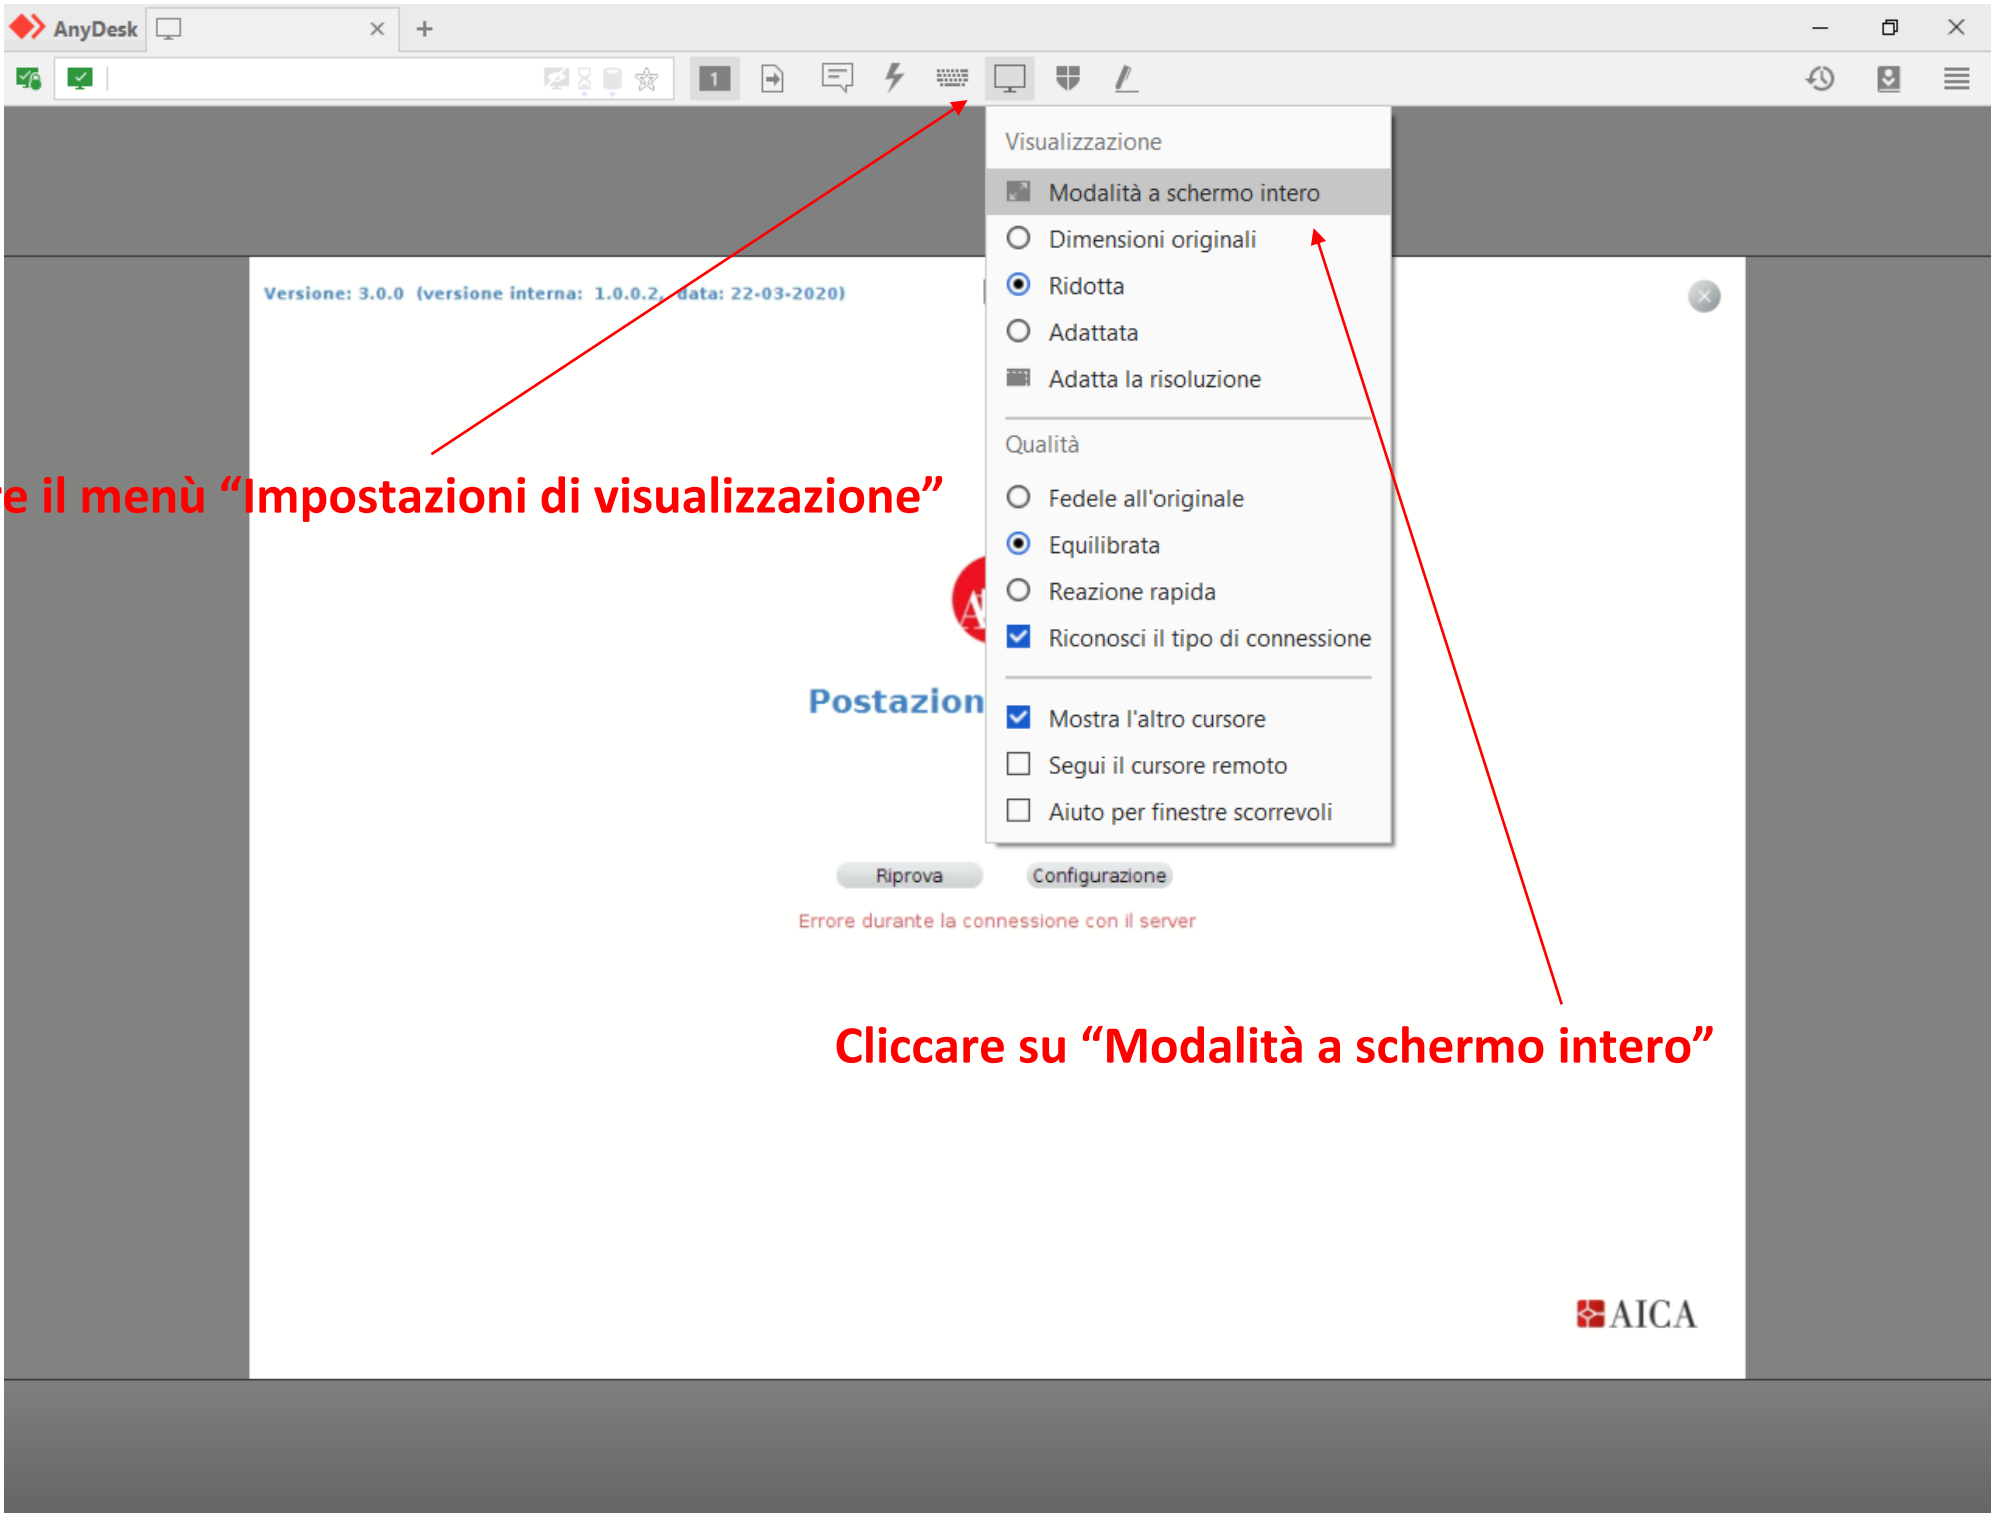 AnyDesk
1
Visualizzazione
Modalità a schermo intero
Dimensioni originali
Ridotta
Adattata
Adatta la risoluzione
Qualità
Fedele all'originale
Equilibrata
Reazione rapida
Riconosci il tipo di connessione
Mostra l'altro cursore
Segui il cursore remoto
Aiuto per finestre scorrevoli
Versione: 3.0.0 (versione interna: 1.0.0.2, data: 22-03-2020)
il menù “Impostazioni di visualizzazione”
Postazion
Riprova
Configurazione
Errore durante la connessione con il server
Cliccare su “Modalità a schermo intero”
AICA